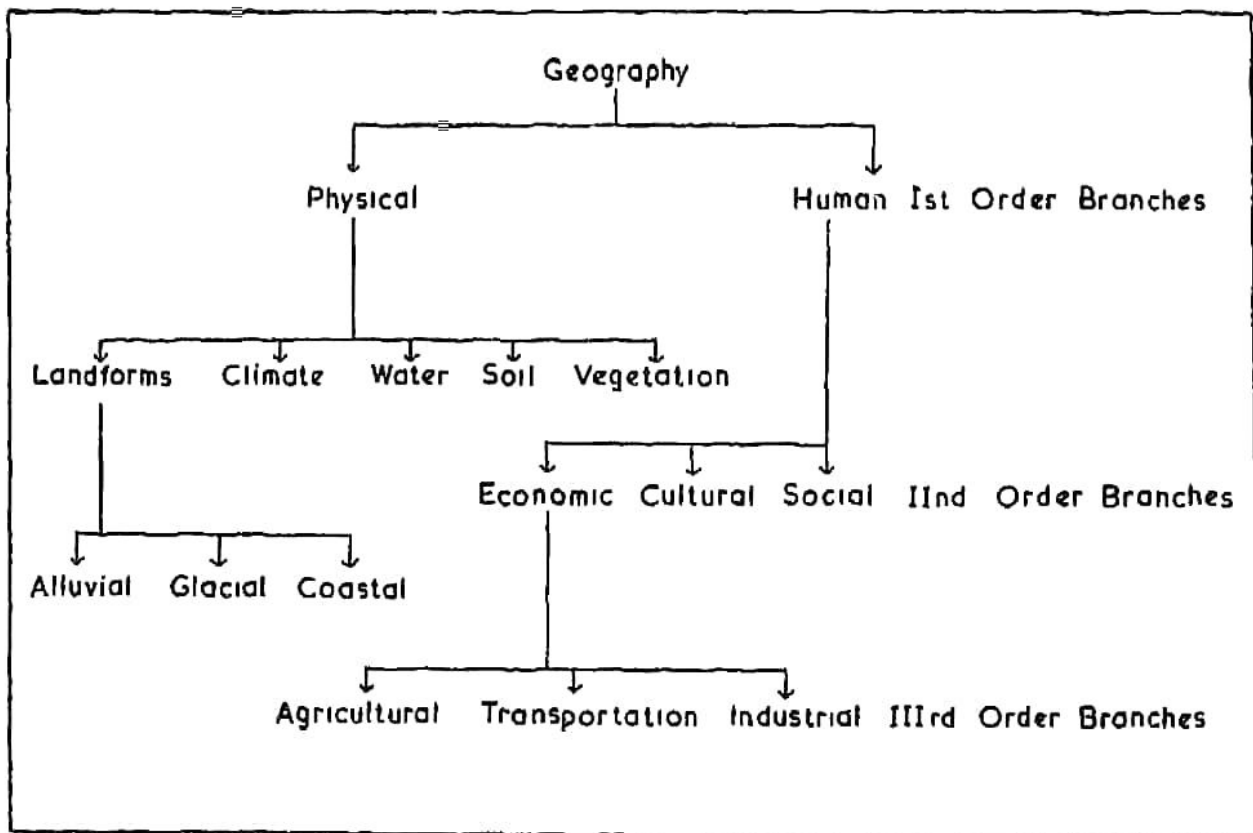 Geography
Physical Human Ist Order Branches
Landforms Climate Water Soil Vegetation
Economic Cultural Social IInd Order Branches
Alluvial Glacial Coastal
Agricultural Transportation Industrial IIIrd Order Branches